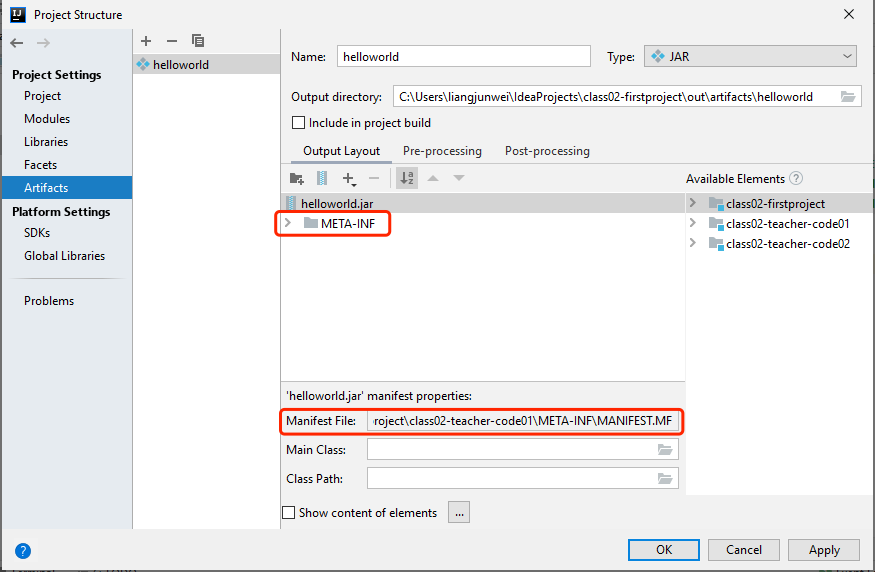 Project Structure
Project Settings
Project
Modules
Libraries
Facets
Artifacts
Platform Settings
SDKs
Global Libraries
Problems
helloworld
Name: helloworld Type: JAR
Output directory: C:\Users\liangjunwei\IdeaProjects\class02-firstproject\out\artifacts\helloworld
Include in project build
Output Layout Pre-processing Post-processing
Available Elements ?
helloworld.jar
META-INF
class02-firstproject
class02-teacher-code01
class02-teacher-code02
'helloworld.jar' manifest properties:
Manifest File: roject\class02-teacher-code01\META-INF\MANIFEST.MF
Main Class:
Class Path:
Show content of elements ...
? OK Cancel Apply